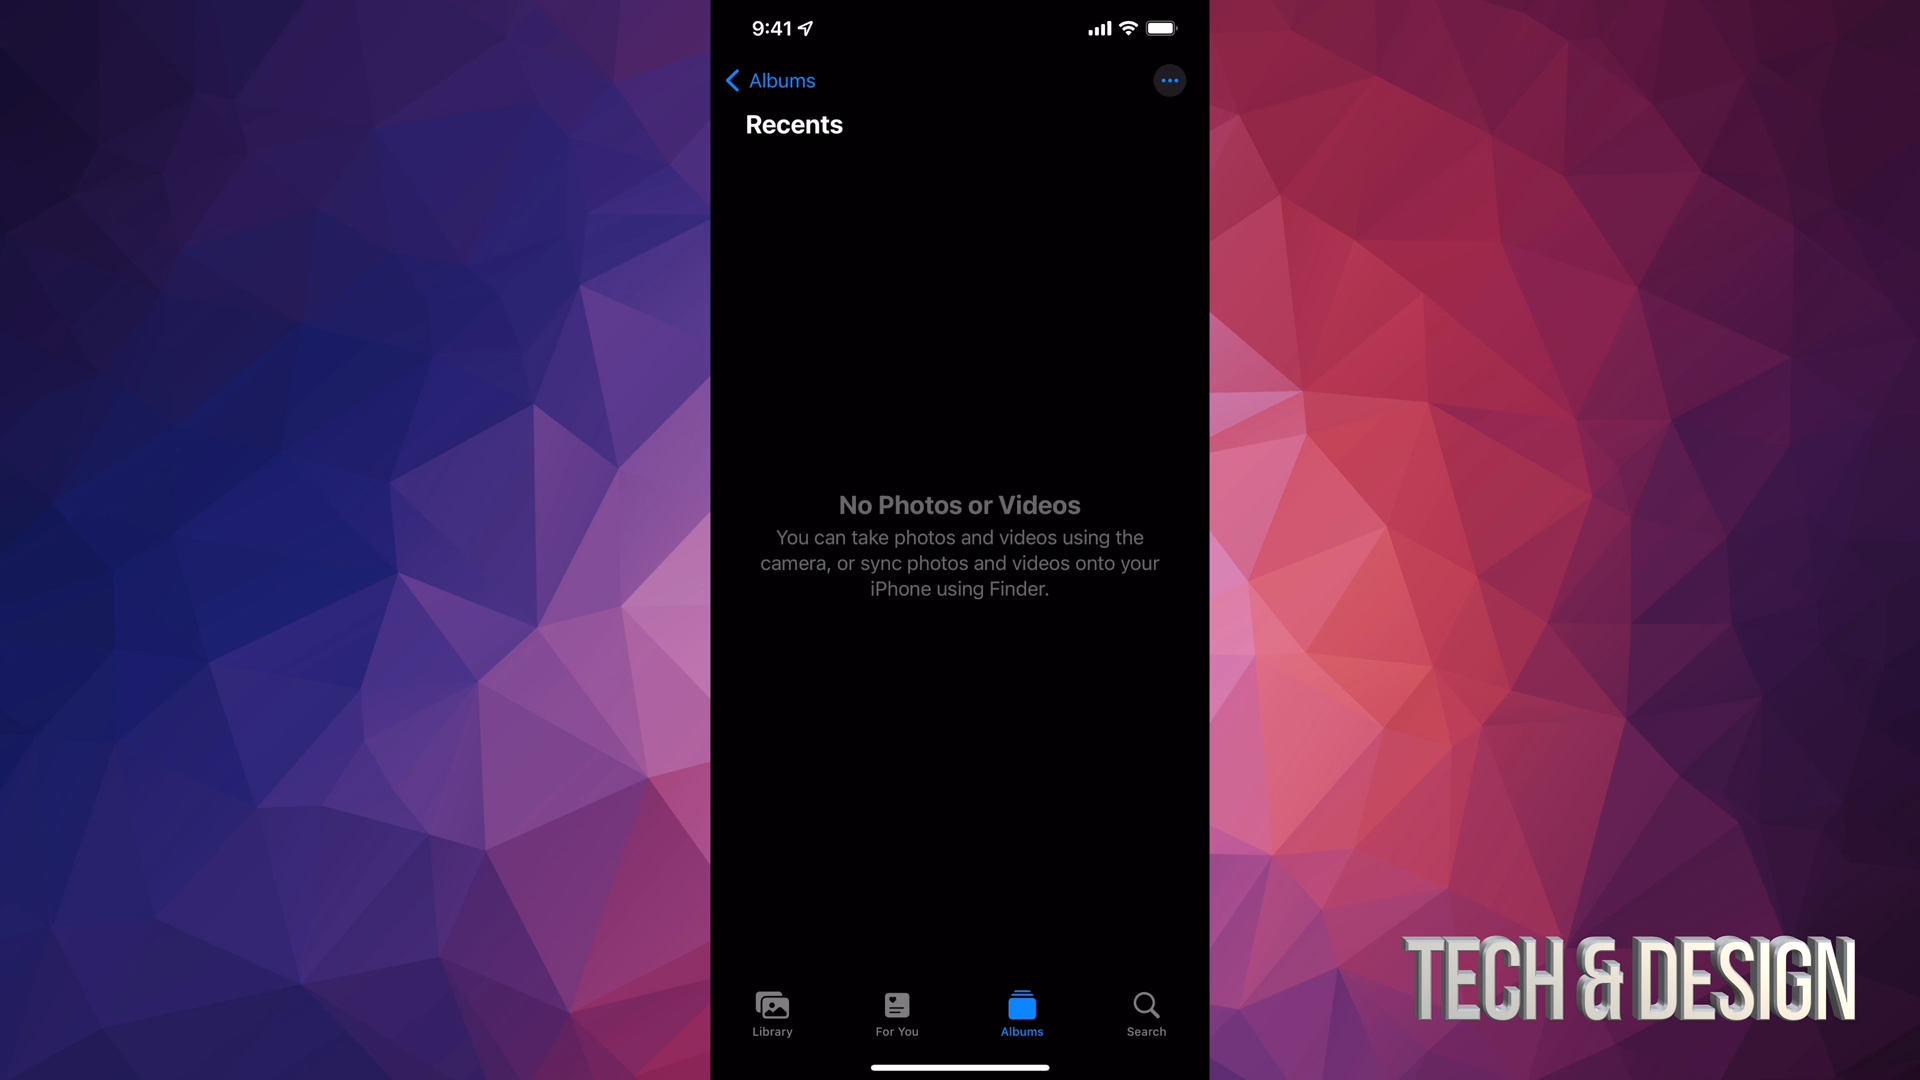 9:41
Albums
Recents
No Photos or Videos
You can take photos and videos using the
camera, or sync photos and videos onto your
iPhone using Finder.
Library
For You
Albums
Search
TECH & DESIGN